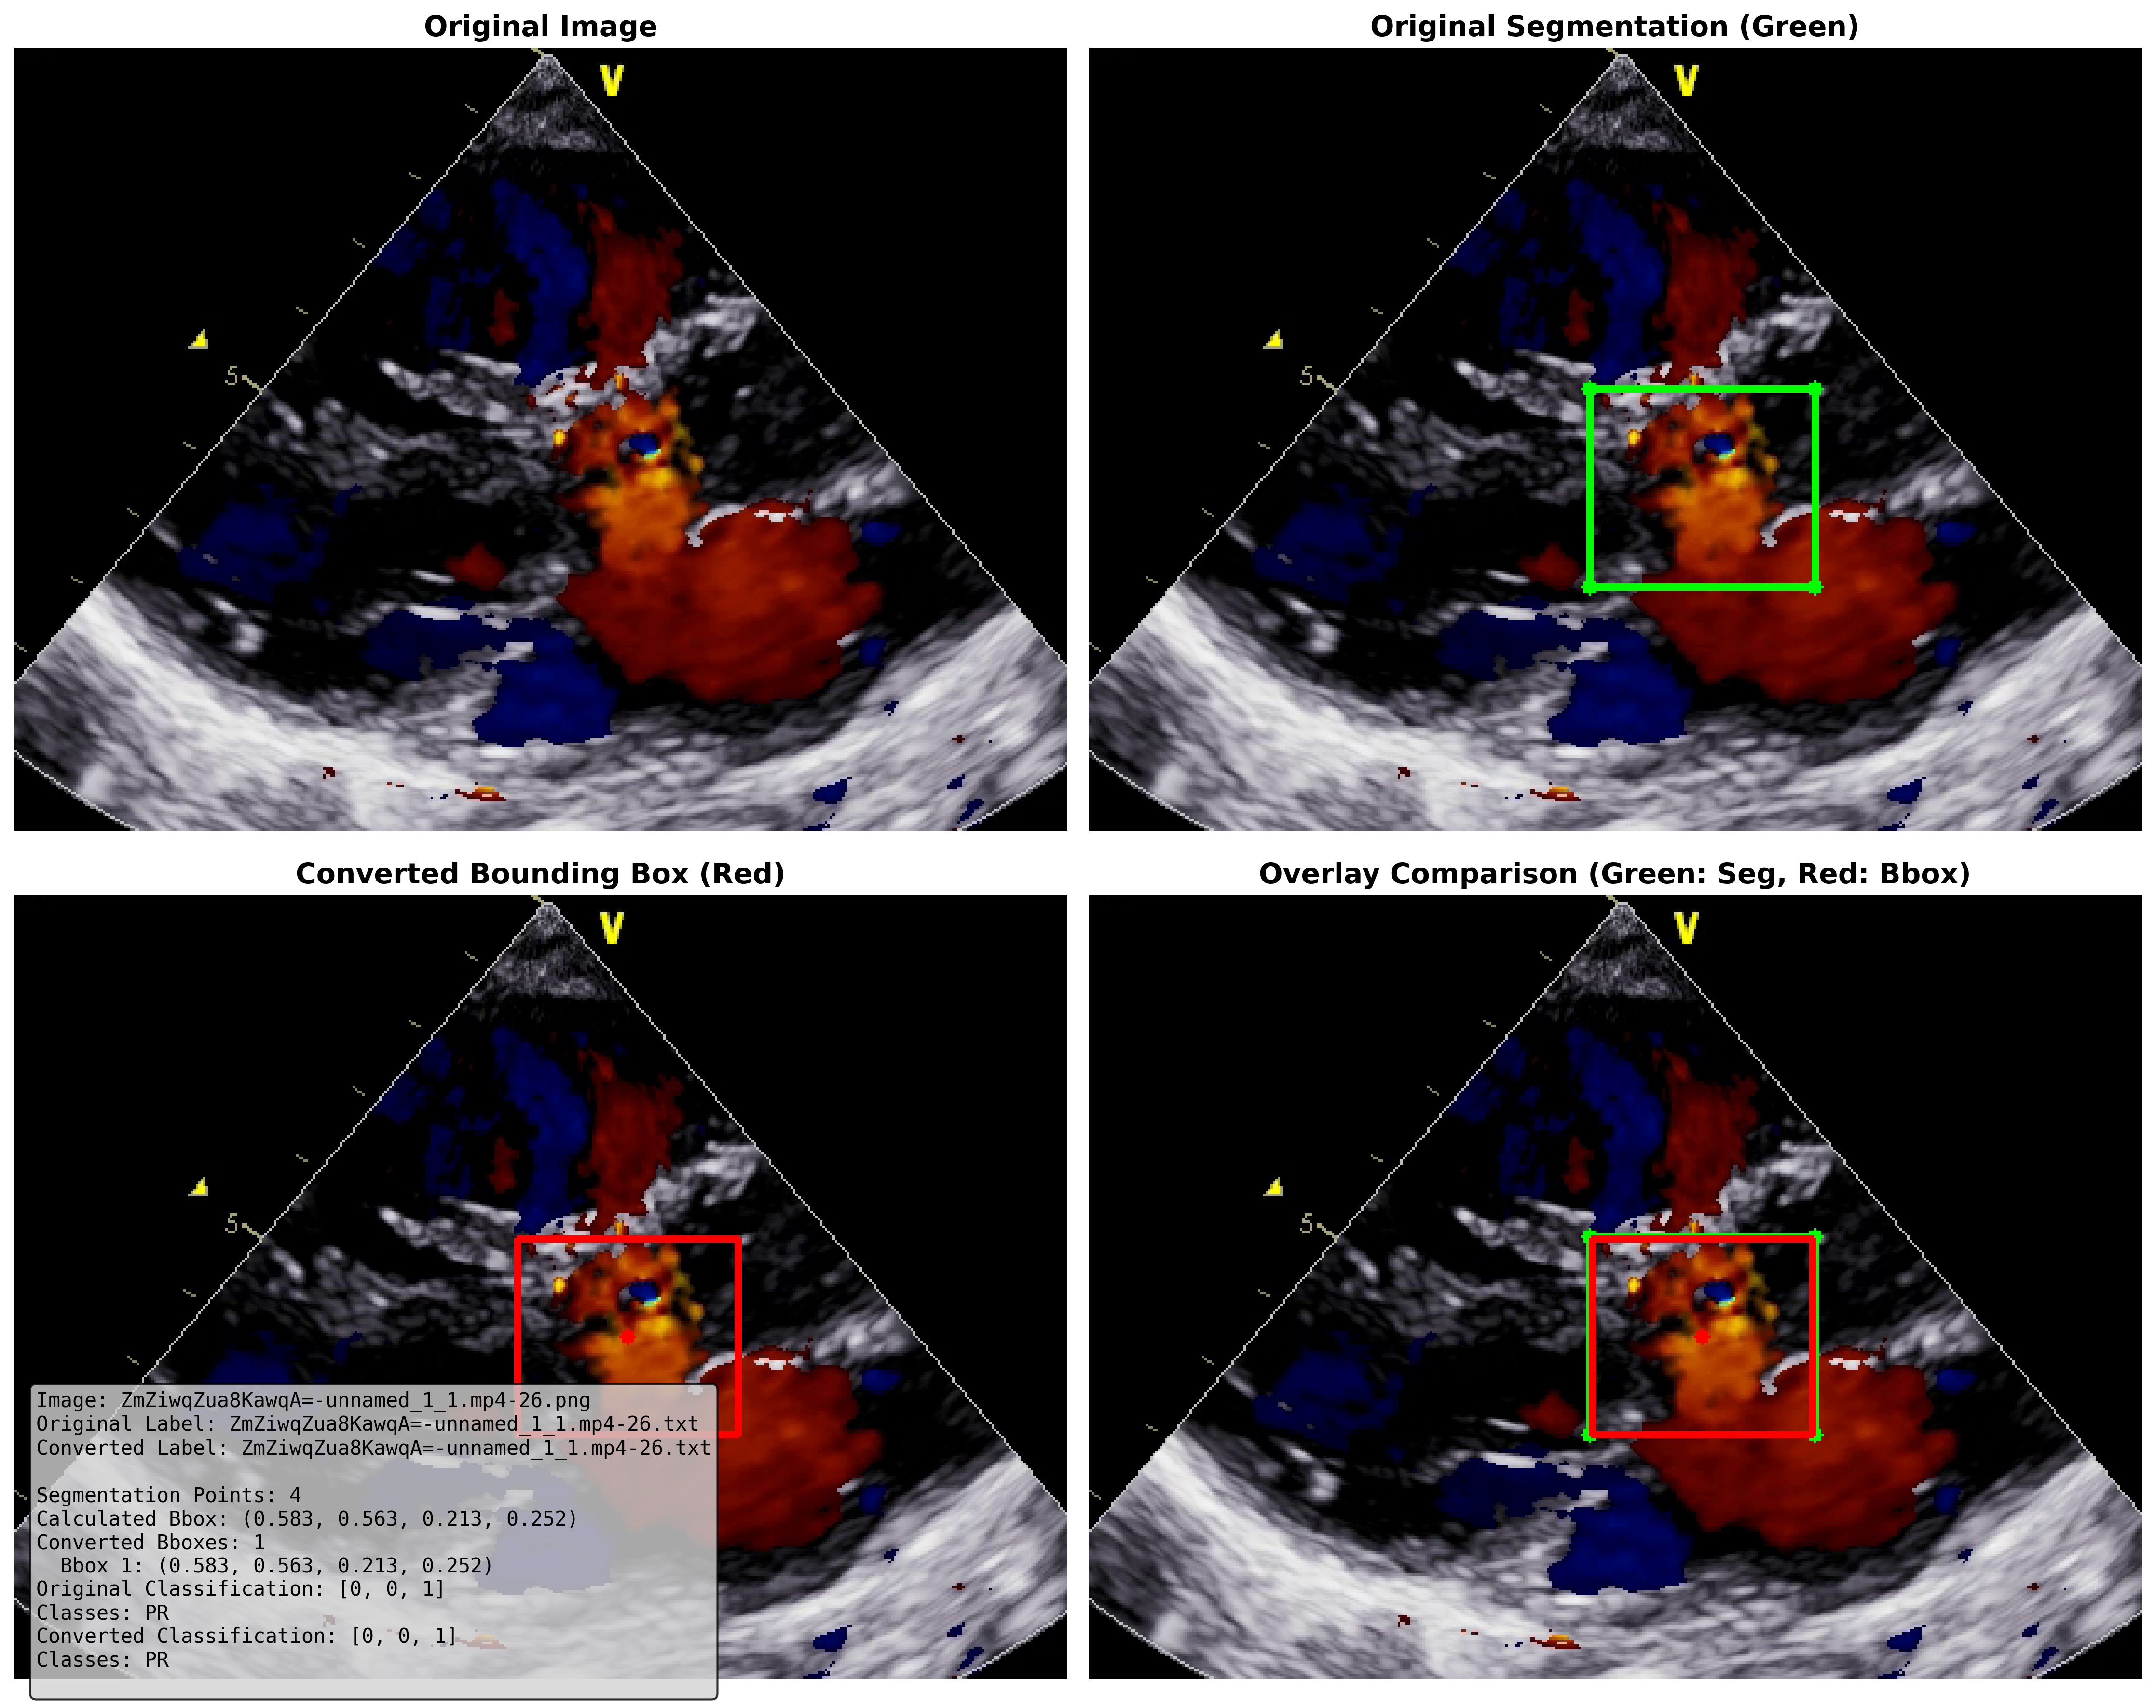 Original Image
Original Segmentation (Green)
V
5
V
5
Converted Bounding Box (Red)
Overlay Comparison (Green: Seg, Red: Bbox)
V
5
V
5
Image: ZmZiwqZua8KawqA=-unnamed_1_1.mp4-26.png
Original Label: ZmZiwqZua8KawqA=-unnamed_1_1.mp4-26.txt
Converted Label: ZmZiwqZua8KawqA=-unnamed_1_1.mp4-26.txt
Segmentation Points: 4
Calculated Bbox: (0.583, 0.563, 0.213, 0.252)
Converted Bboxes: 1
Bbox 1: (0.583, 0.563, 0.213, 0.252)
Original Classification: [0, 0, 1]
Classes: PR
Converted Classification: [0, 0, 1]
Classes: PR